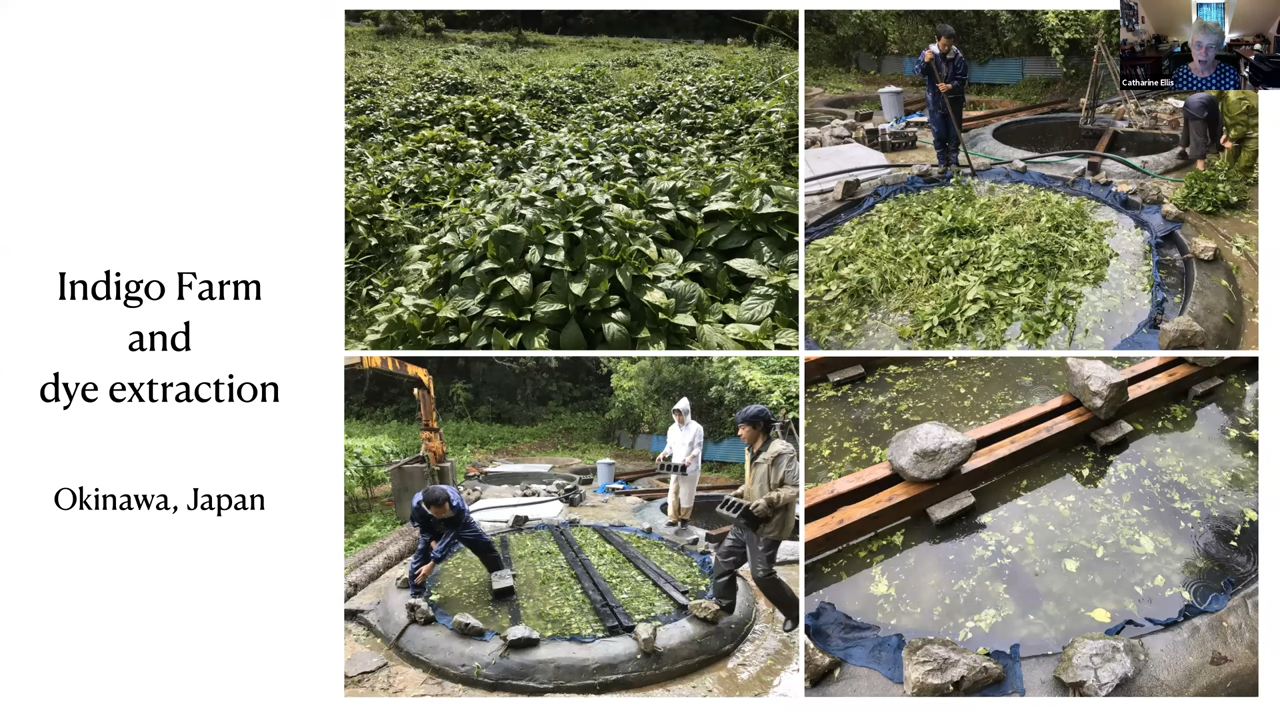 Catharine Ellis
Indigo Farm
and
dye extraction
Okinawa, Japan